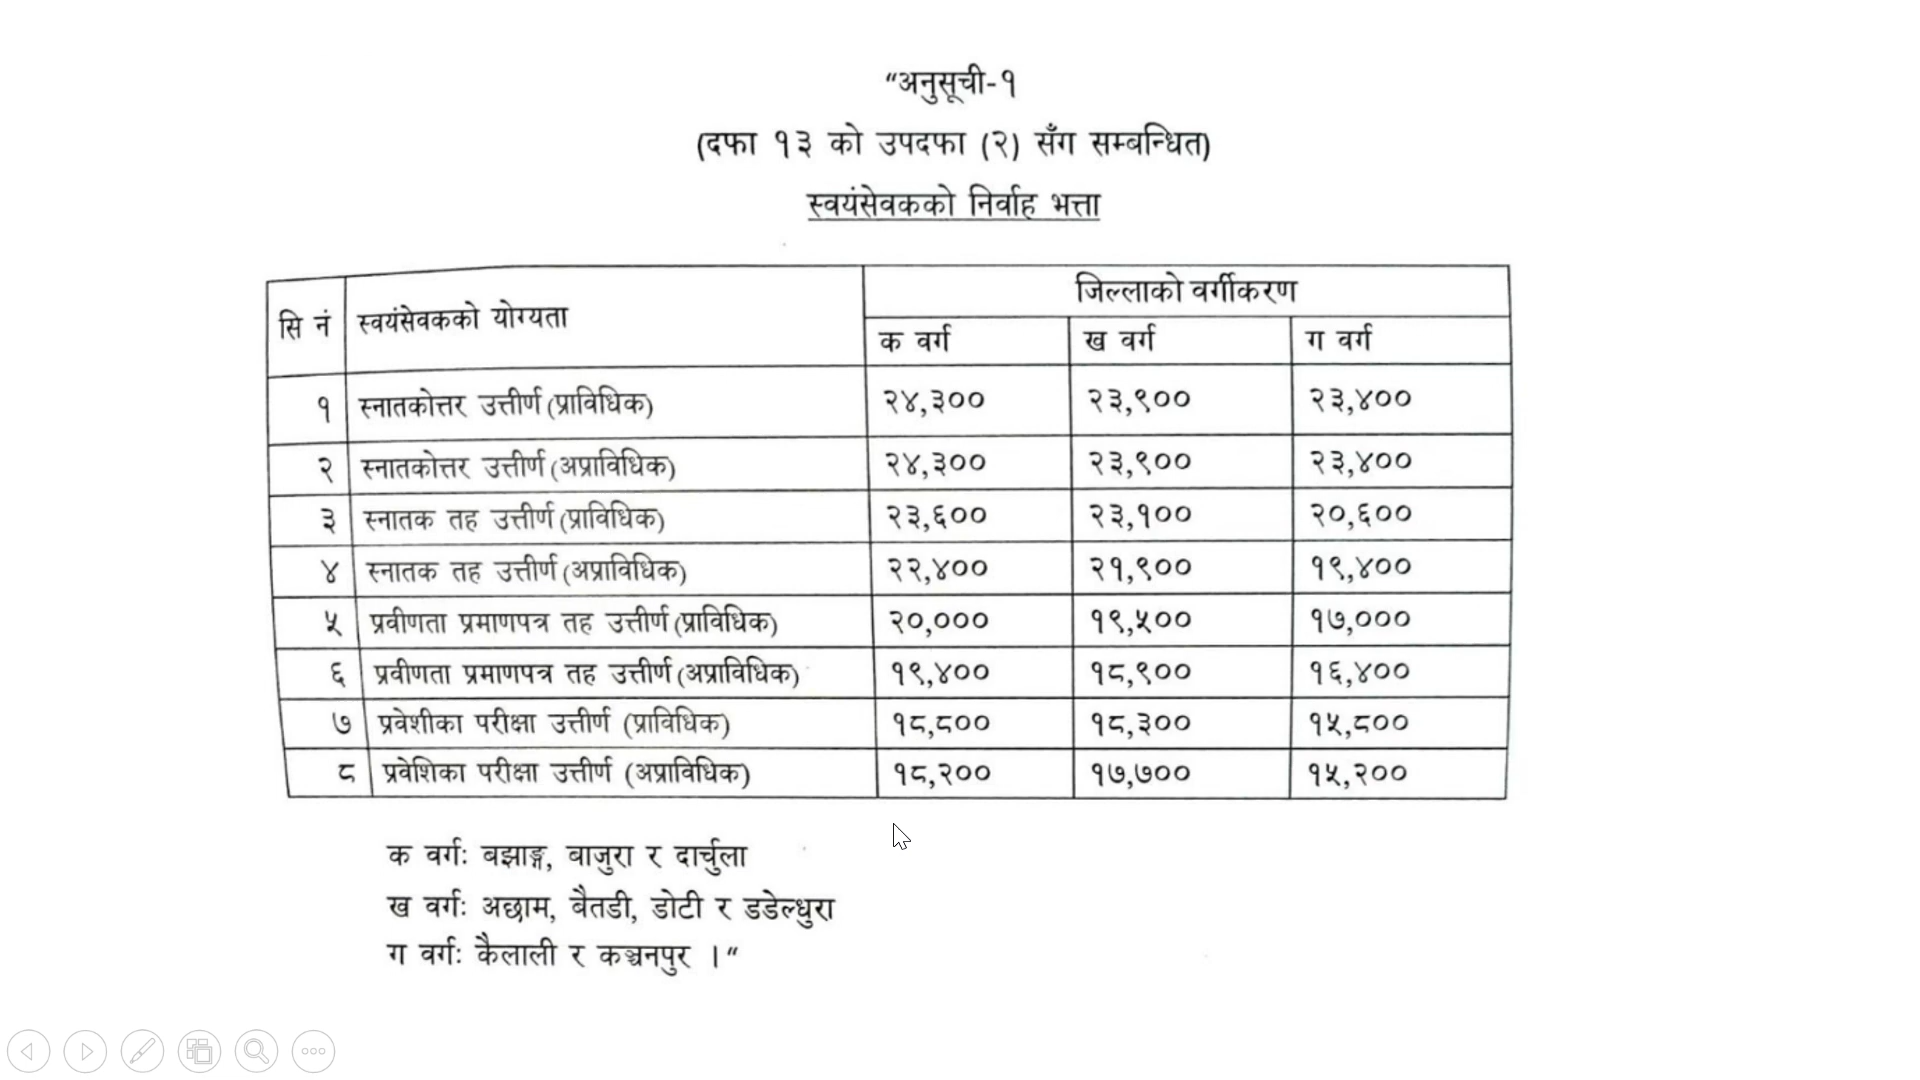 “अनुसूची-१
(दफा १३ को उपदफा (२) सँग सम्बन्धित)
स्वयंसेवकको निर्वाह भत्ता
सि नं स्वयंसेवकको योग्यता जिल्लाको वर्गीकरण
क वर्ग ख वर्ग ग वर्ग
१ स्नातकोत्तर उत्तीर्ण (प्राविधिक) २४,३०० २३,९०० २३,४००
२ स्नातकोत्तर उत्तीर्ण (अप्राविधिक) २४,३०० २३,९०० २३,४००
३ स्नातक तह उत्तीर्ण (प्राविधिक) २३,६०० २३,१०० २०,६००
४ स्नातक तह उत्तीर्ण (अप्राविधिक) २२,४०० २१,९०० १९,४००
५ प्रवीणता प्रमाणपत्र तह उत्तीर्ण (प्राविधिक) २०,००० १९,५०० १७,०००
६ प्रवीणता प्रमाणपत्र तह उत्तीर्ण (अप्राविधिक) १९,४०० १८,९०० १६,४००
७ प्रवेशीका परीक्षा उत्तीर्ण (प्राविधिक) १८,८०० १८,३०० १५,८००
८ प्रवेशिका परीक्षा उत्तीर्ण (अप्राविधिक) १८,२०० १७,७०० १५,२००
क वर्गः बझाङ्ग, बाजुरा र दार्चुला
ख वर्गः अछाम, बैतडी, डोटी र डडेल्धुरा
ग वर्गः कैलाली र कञ्चनपुर ।“